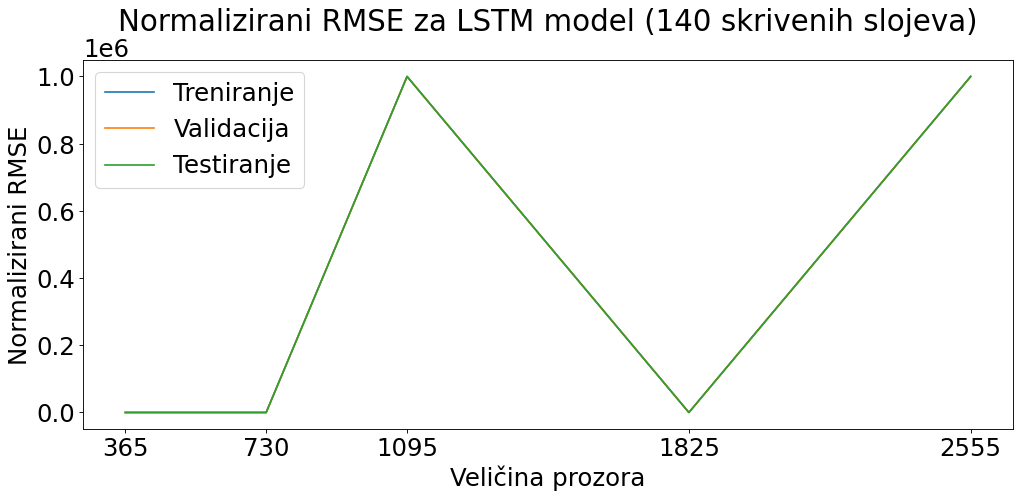 Normalizirani RMSE za LSTM model (140 skrivenih slojeva)
1e6
Treniranje
Validacija
Testiranje
Normalizirani RMSE
1.0
0.8
0.6
0.4
0.2
0.0
365 730 1095 1825 2555
Veličina prozora